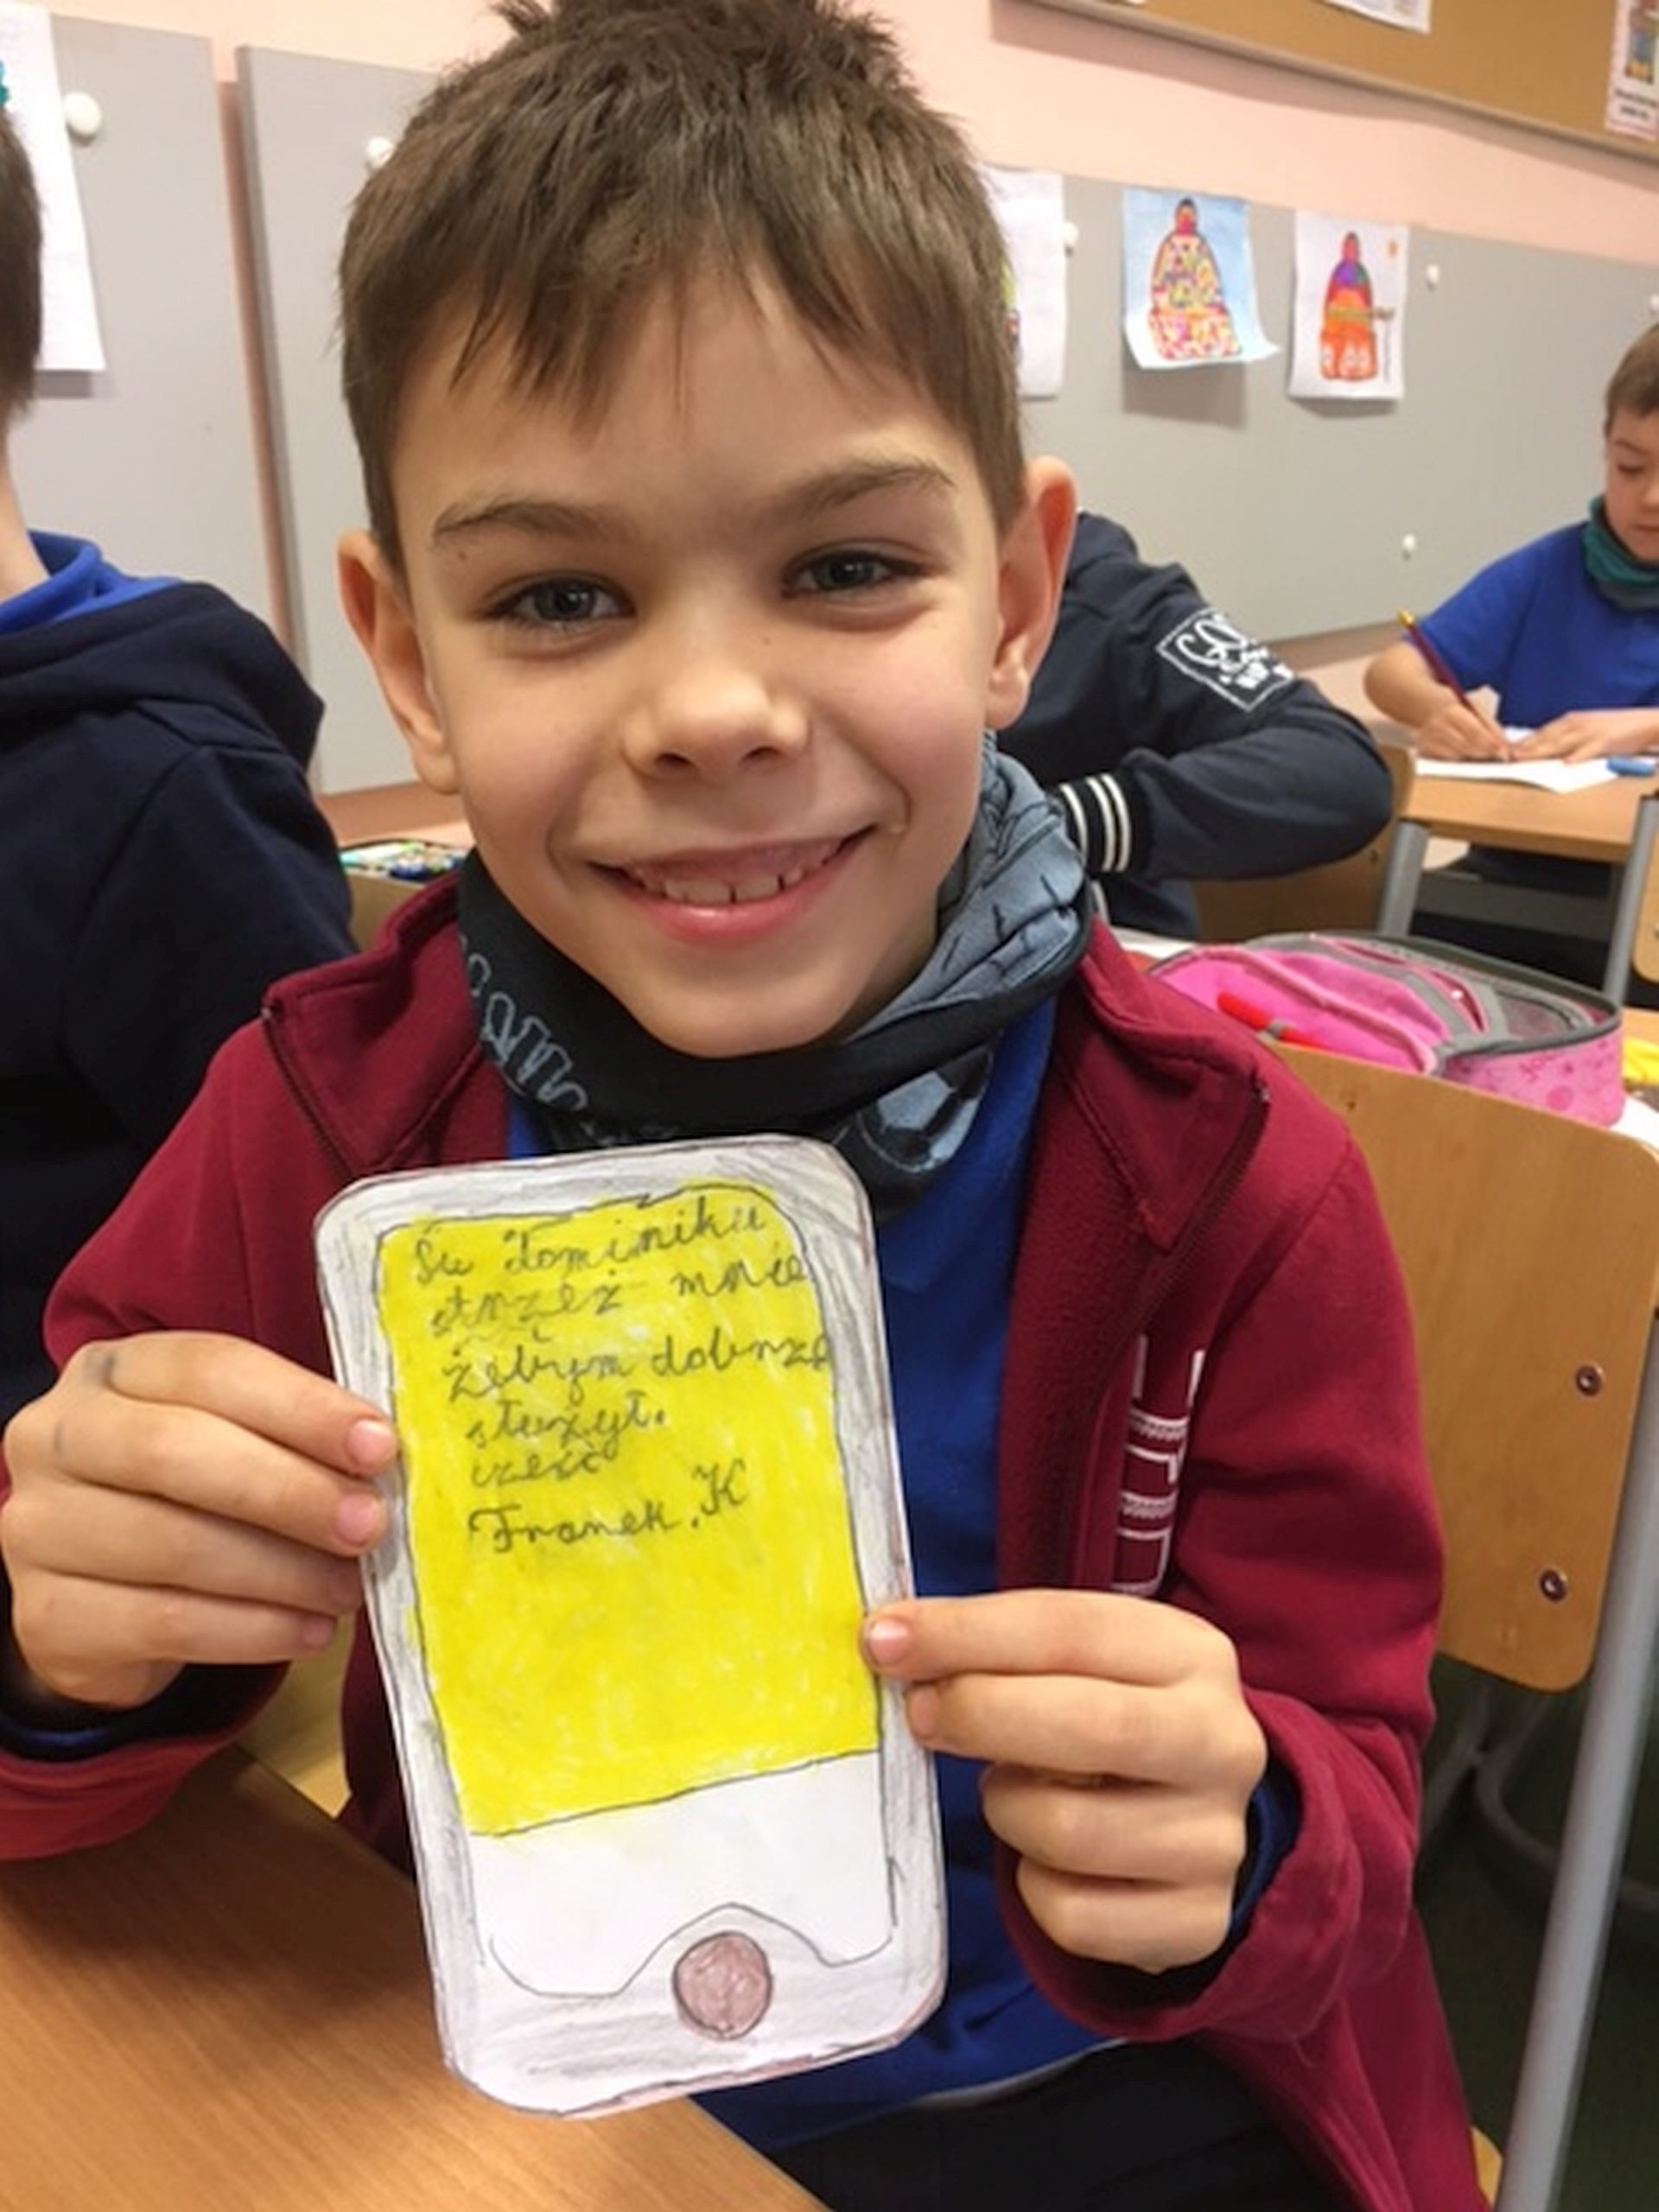 Św Dominiku
strzeż mnie
żebym dobrze
służył.
cześć
Franek.K